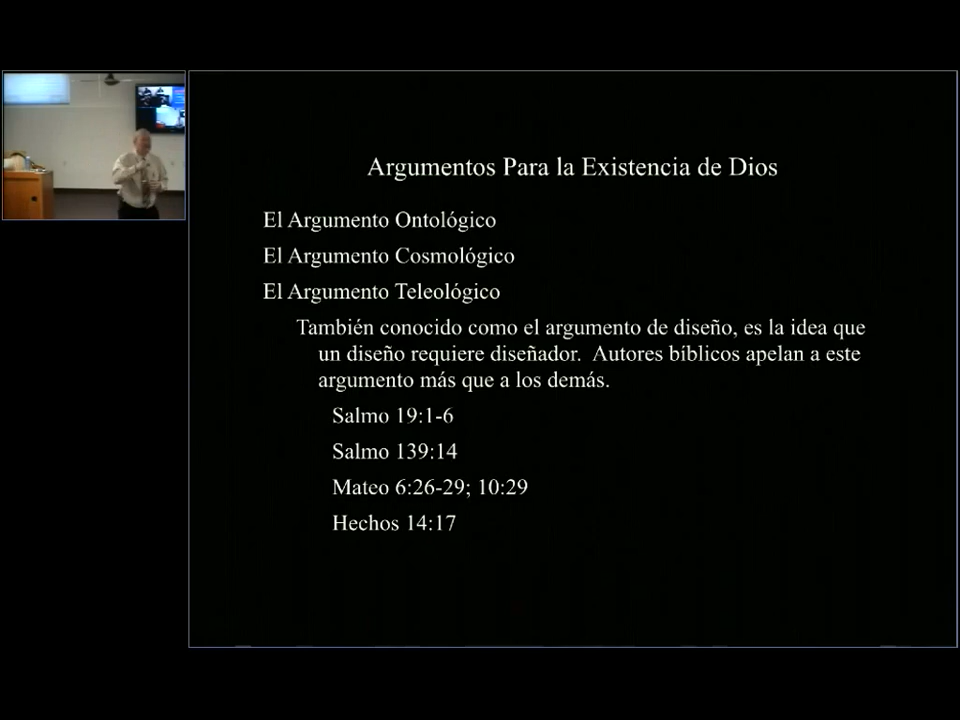 Argumentos Para la Existencia de Dios
El Argumento Ontológico
El Argumento Cosmológico
El Argumento Teleológico
También conocido como el argumento de diseño, es la idea que
un diseño requiere diseñador. Autores bíblicos apelan a este
argumento más que a los demás.
Salmo 19:1-6
Salmo 139:14
Mateo 6:26-29; 10:29
Hechos 14:17